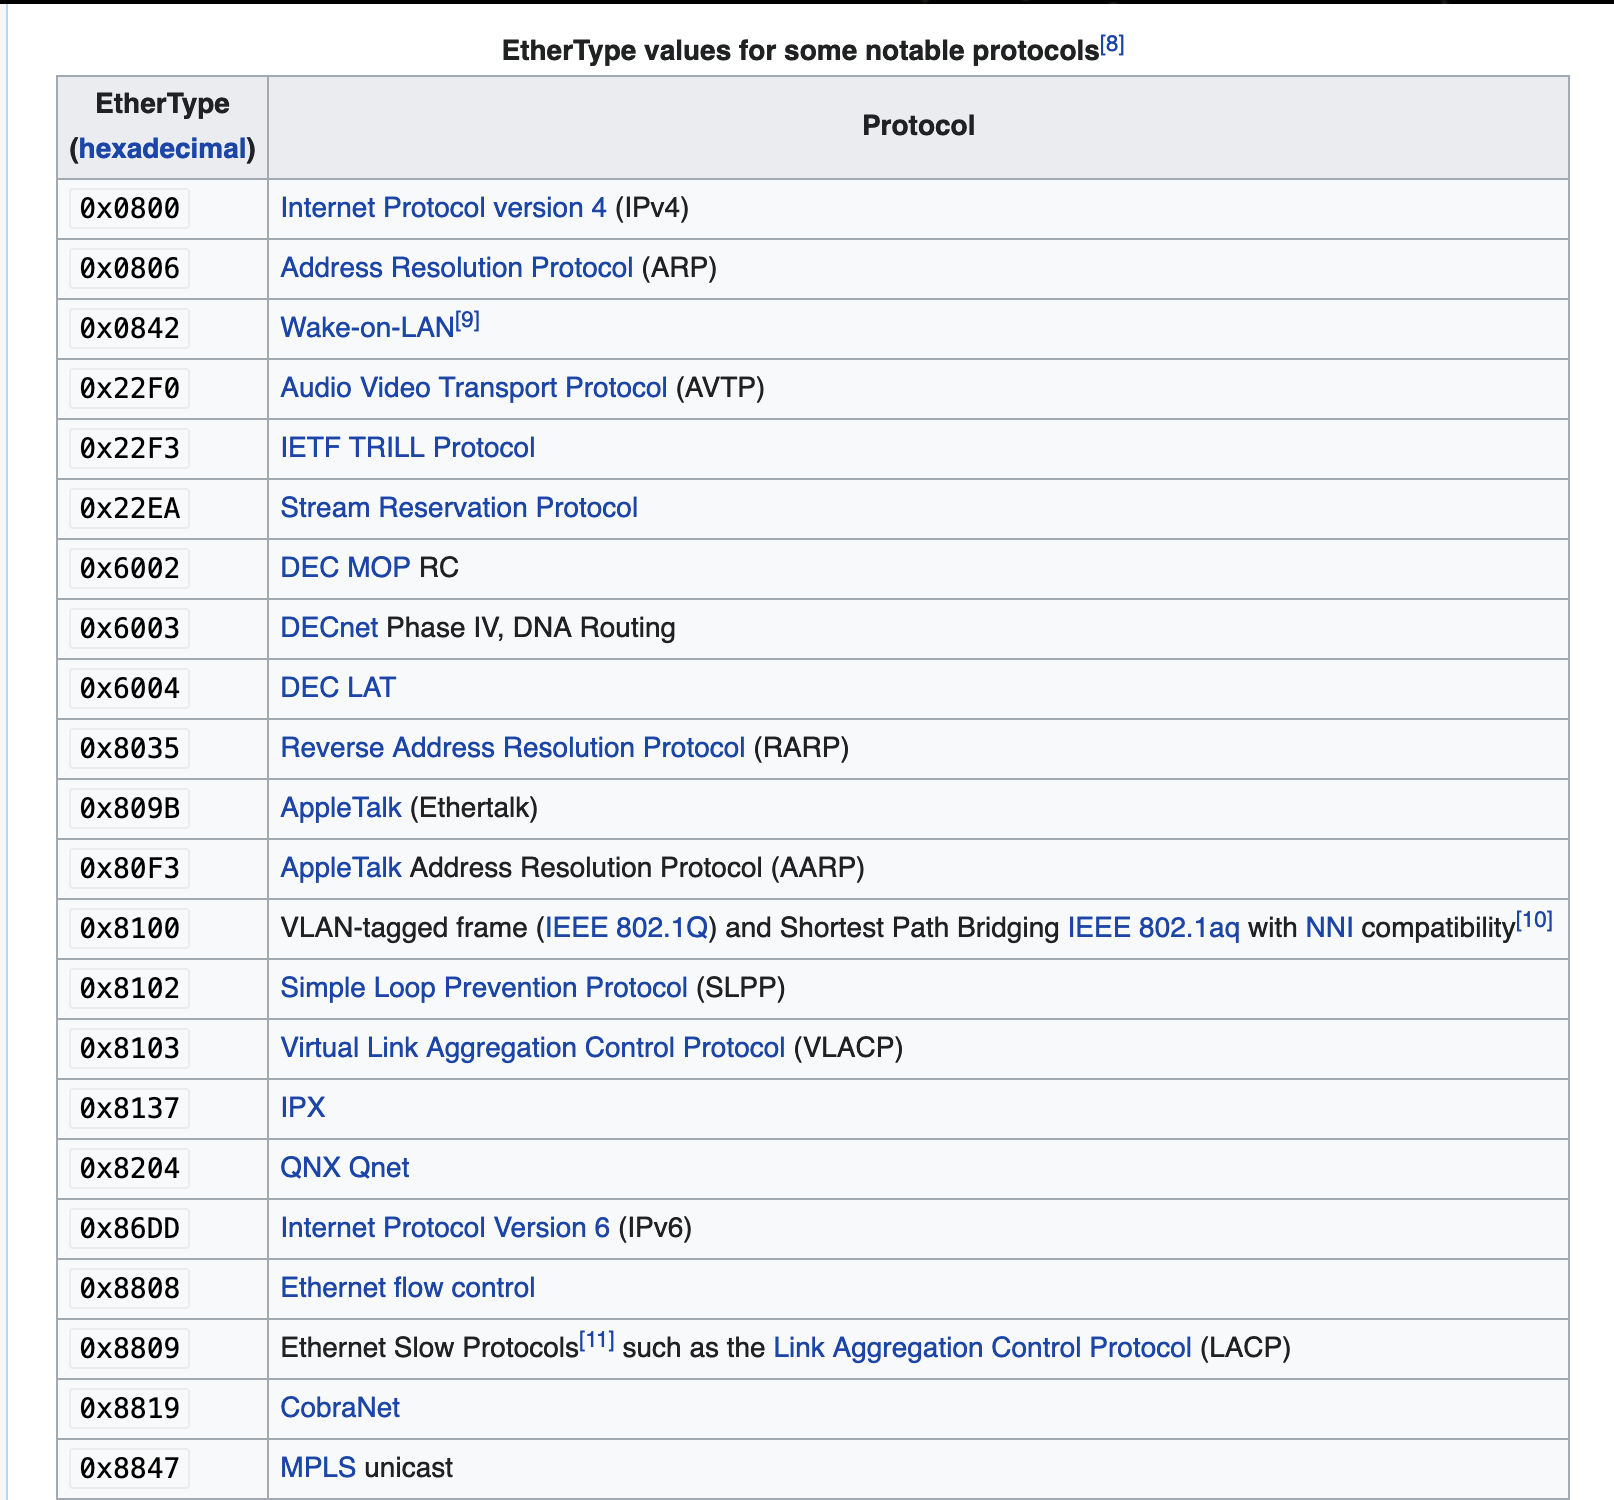 EtherType values for some notable protocols[8]
EtherType
(hexadecimal)
Protocol
0x0800 Internet Protocol version 4 (IPv4)
0x0806 Address Resolution Protocol (ARP)
0x0842 Wake-on-LAN[9]
0x22F0 Audio Video Transport Protocol (AVTP)
0x22F3 IETF TRILL Protocol
0x22EA Stream Reservation Protocol
0x6002 DEC MOP RC
0x6003 DECnet Phase IV, DNA Routing
0x6004 DEC LAT
0x8035 Reverse Address Resolution Protocol (RARP)
0x809B AppleTalk (Ethertalk)
0x80F3 AppleTalk Address Resolution Protocol (AARP)
0x8100 VLAN-tagged frame (IEEE 802.1Q) and Shortest Path Bridging IEEE 802.1aq with NNI compatibility[10]
0x8102 Simple Loop Prevention Protocol (SLPP)
0x8103 Virtual Link Aggregation Control Protocol (VLACP)
0x8137 IPX
0x8204 QNX Qnet
0x86DD Internet Protocol Version 6 (IPv6)
0x8808 Ethernet flow control
0x8809 Ethernet Slow Protocols[11] such as the Link Aggregation Control Protocol (LACP)
0x8819 CobraNet
0x8847 MPLS unicast